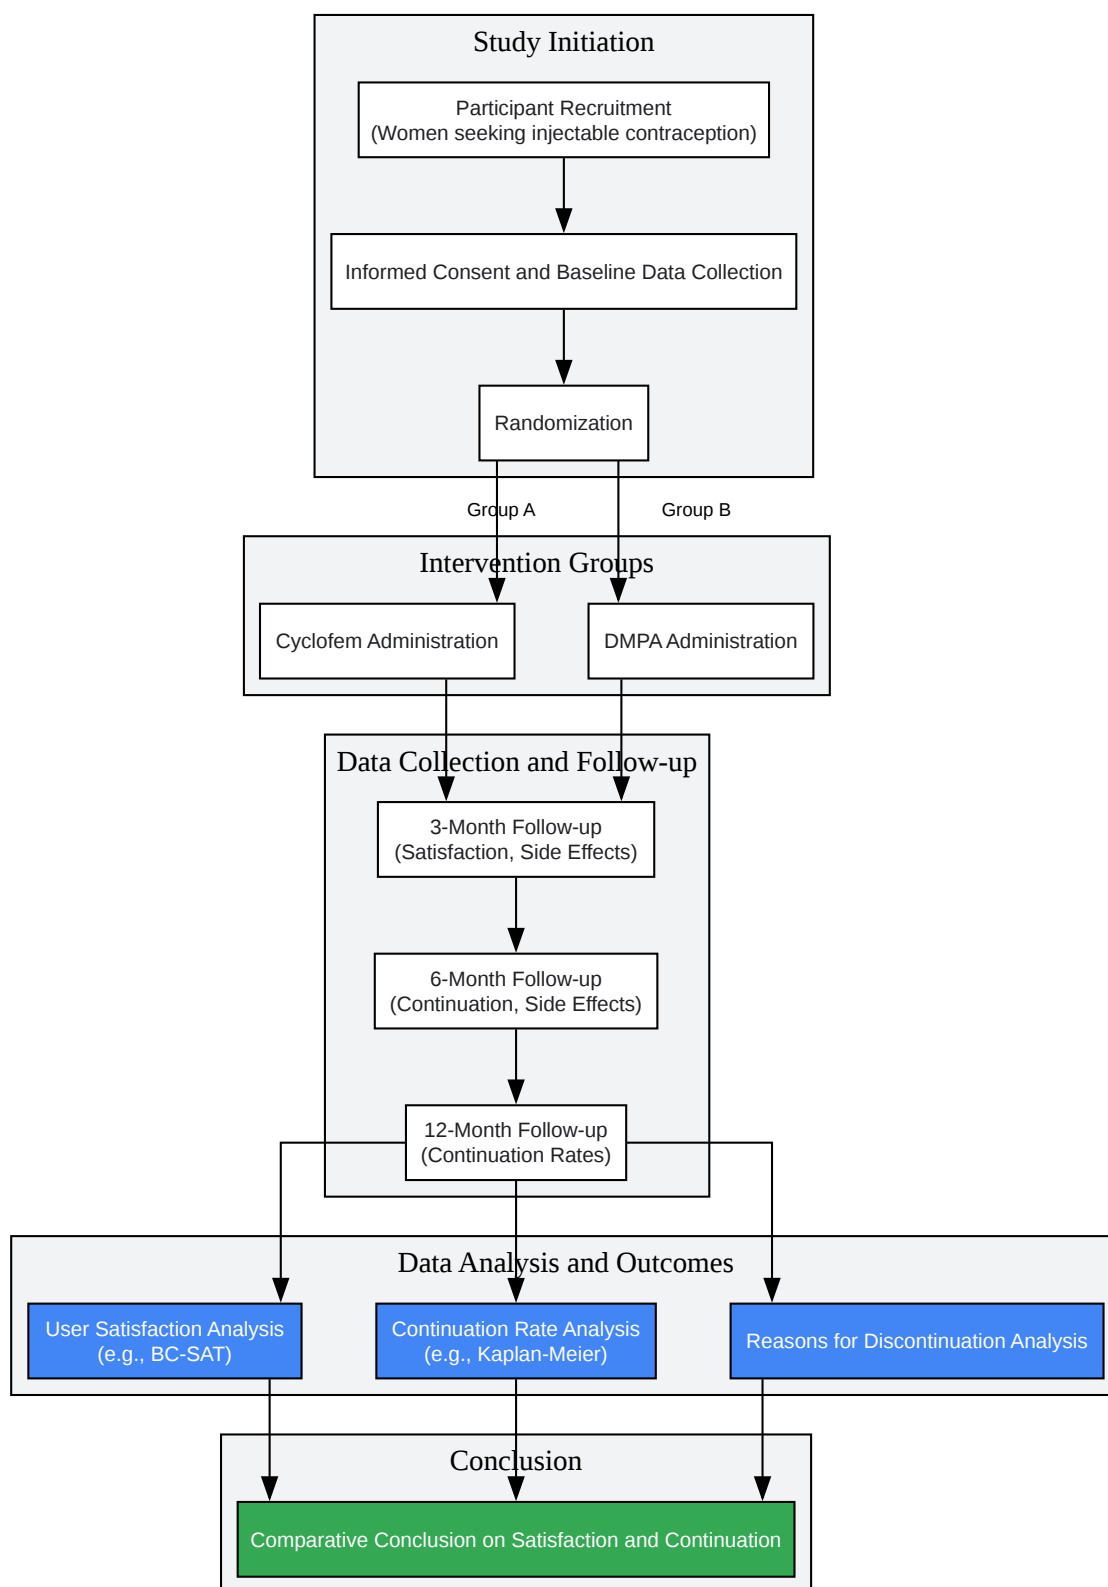 Study Initiation
Participant Recruitment
(Women seeking injectable contraception)
Informed Consent and Baseline Data Collection
Randomization
Group A
Group B
Intervention Groups
Cyclofem Administration
DMPA Administration
Data Collection and Follow-up
3-Month Follow-up
(Satisfaction, Side Effects)
6-Month Follow-up
(Continuation, Side Effects)
12-Month Follow-up
(Continuation Rates)
Data Analysis and Outcomes
User Satisfaction Analysis
(e.g., BC-SAT)
Continuation Rate Analysis
(e.g., Kaplan-Meier)
Reasons for Discontinuation Analysis
Conclusion
Comparative Conclusion on Satisfaction and Continuation